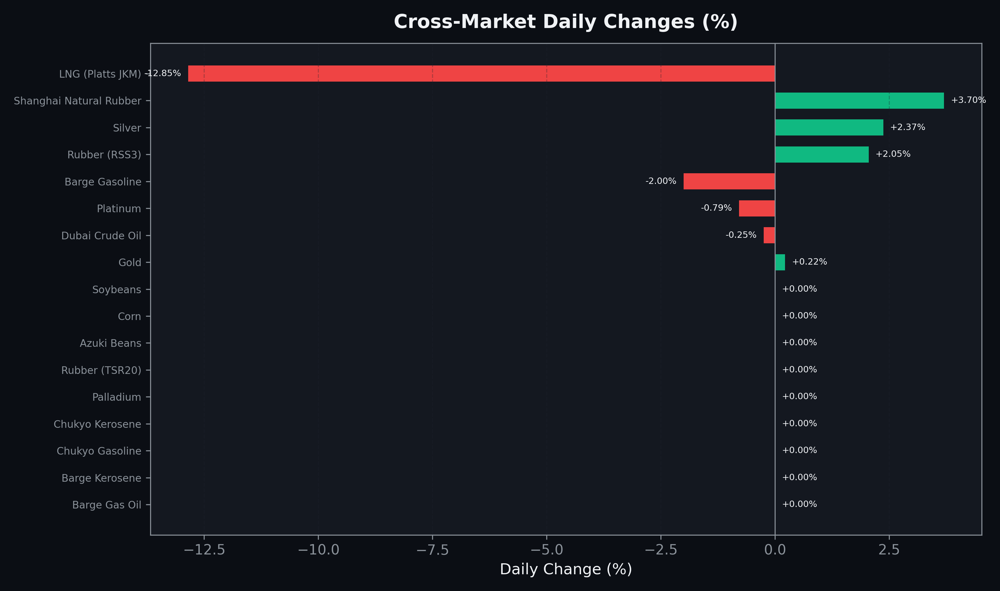 Cross-Market Daily Changes (%)
LNG (Platts JKM) -12.85%
Shanghai Natural Rubber +3.70%
Silver +2.37%
Rubber (RSS3) +2.05%
Barge Gasoline -2.00%
Platinum -0.79%
Dubai Crude Oil -0.25%
Gold +0.22%
Soybeans +0.00%
Corn +0.00%
Azuki Beans +0.00%
Rubber (TSR20) +0.00%
Palladium +0.00%
Chukyo Kerosene +0.00%
Chukyo Gasoline +0.00%
Barge Kerosene +0.00%
Barge Gas Oil +0.00%
−12.5 −10.0 −7.5 −5.0 −2.5 0.0 2.5
Daily Change (%)